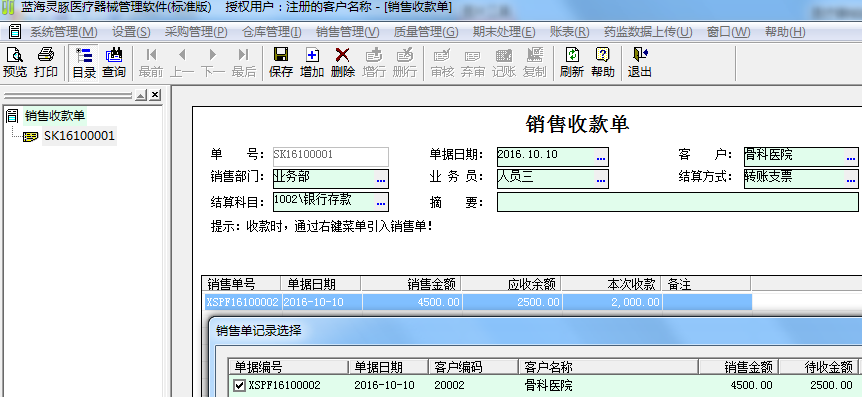 蓝海灵豚医疗器械管理软件(标准版) 授权用户：注册的客户名称 - [销售收款单]
系统管理(M) 设置(S) 采购管理(P) 仓库管理(I) 销售管理(V) 质量管理(G) 期末处理(E) 账表(R) 药监数据上传(U) 窗口(W) 帮助(H)
预览 打印 目录 查询 最前 上一 下一 最后 保存 增加 删除 增行 删行 审核 弃审 记账 复制 刷新 帮助 退出
销售收款单
SK16100001
销售收款单
单 号： SK16100001 单据日期： 2016.10.10 客 户： 骨科医院
销售部门： 业务部 业 务 员： 人员三 结算方式： 转账支票
结算科目： 1002\银行存款 摘 要：
提示：收款时，通过右键菜单引入销售单！
销售单号 单据日期 销售金额 应收余额 本次收款 备注
XSPF16100002 2016-10-10 4500.00 2500.00 2,000.00
销售单记录选择
单据编号 单据日期 客户编码 客户名称 销售金额 待收金额
XSPF16100002 2016-10-10 20002 骨科医院 4500.00 2500.00